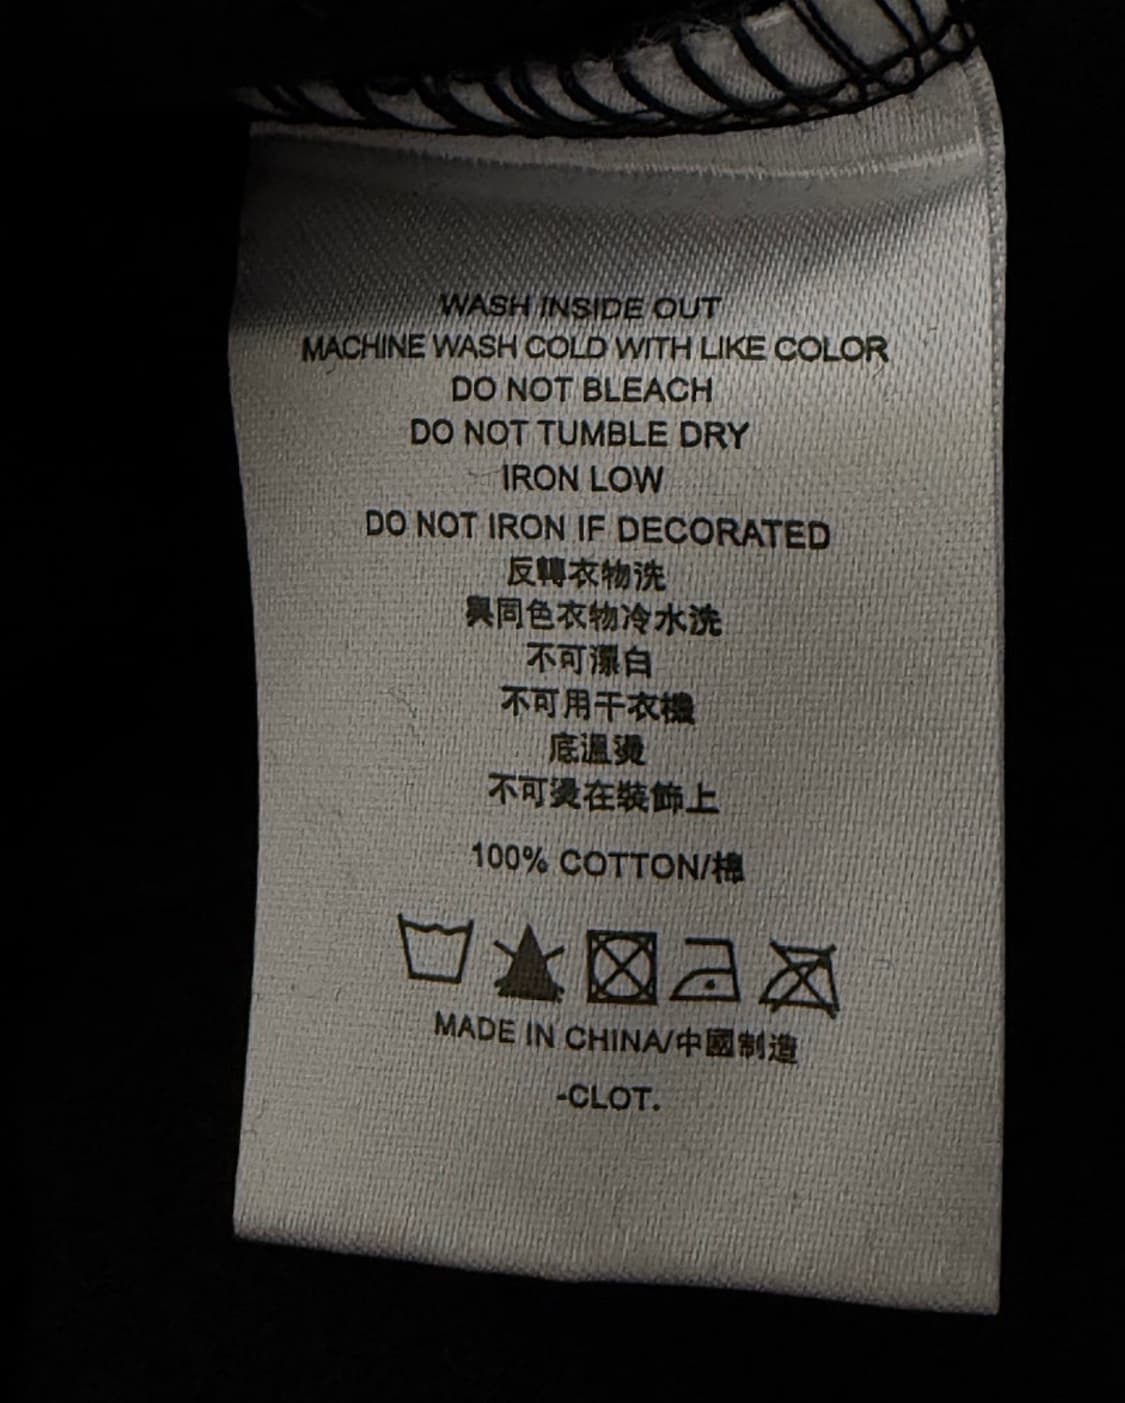 WASH INSIDE OUT
MACHINE WASH COLD WITH LIKE COLOR
DO NOT BLEACH
DO NOT TUMBLE DRY
IRON LOW
DO NOT IRON IF DECORATED
反轉衣物洗
與同色衣物冷水洗
不可漂白
不可用干衣機
底溫燙
不可燙在裝飾上
100% COTTON/棉
MADE IN CHINA/中國制造
-CLOT.